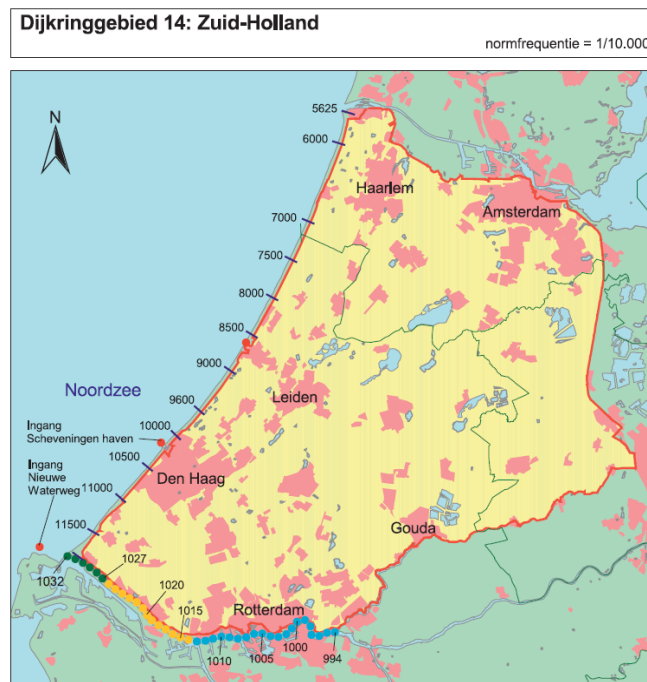 Dijkringgebied 14: Zuid-Holland
normfrequentie = 1/10.000
N
5625
6000
Haarlem
Amsterdam
7000
7500
8000
8500
9000
Noordzee
9600
Leiden
Ingang
Scheveningen haven
10000
10500
Ingang
Nieuwe
Waterweg
Den Haag
11000
Gouda
11500
1027
1032
1020
Rotterdam
1015
1010
1005
1000
994